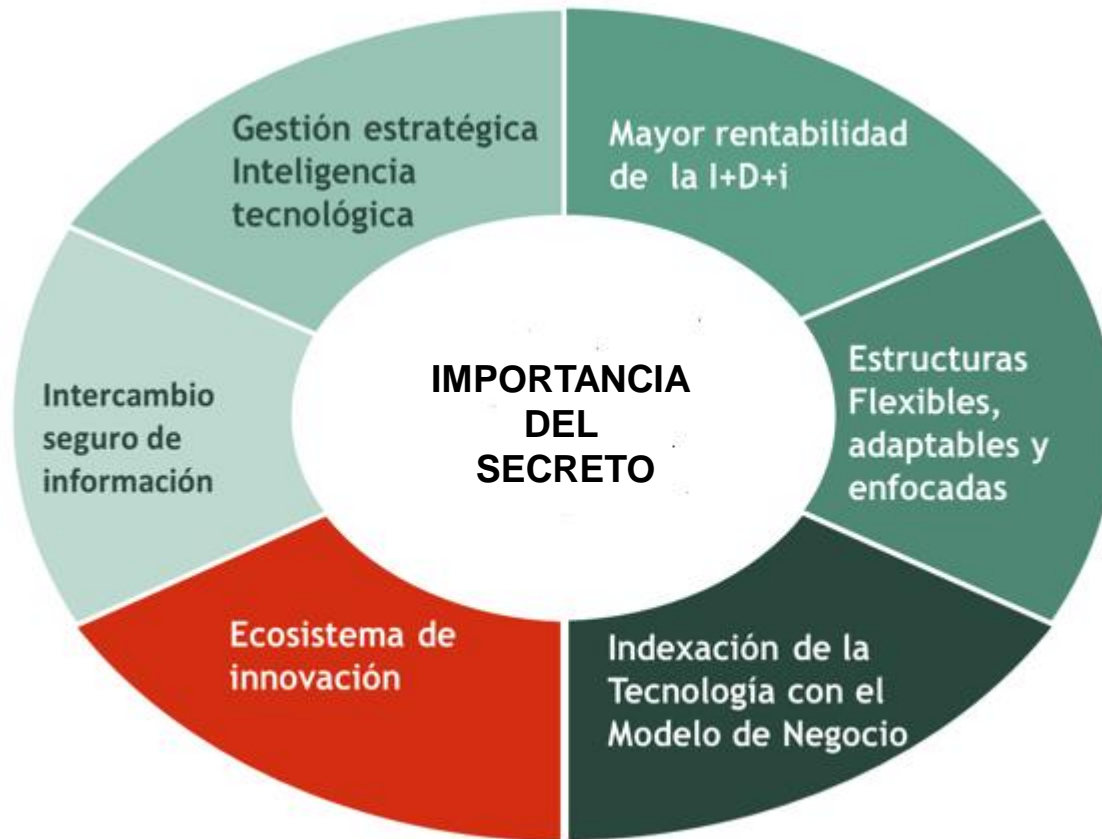 Gestión estratégica
Inteligencia
tecnológica
Mayor rentabilidad
de la I+D+i
Estructuras
Flexibles,
adaptables y
enfocadas
Indexación de la
Tecnología con el
Modelo de Negocio
Ecosistema de
innovación
Intercambio
seguro de
información
IMPORTANCIA
DEL
SECRETO